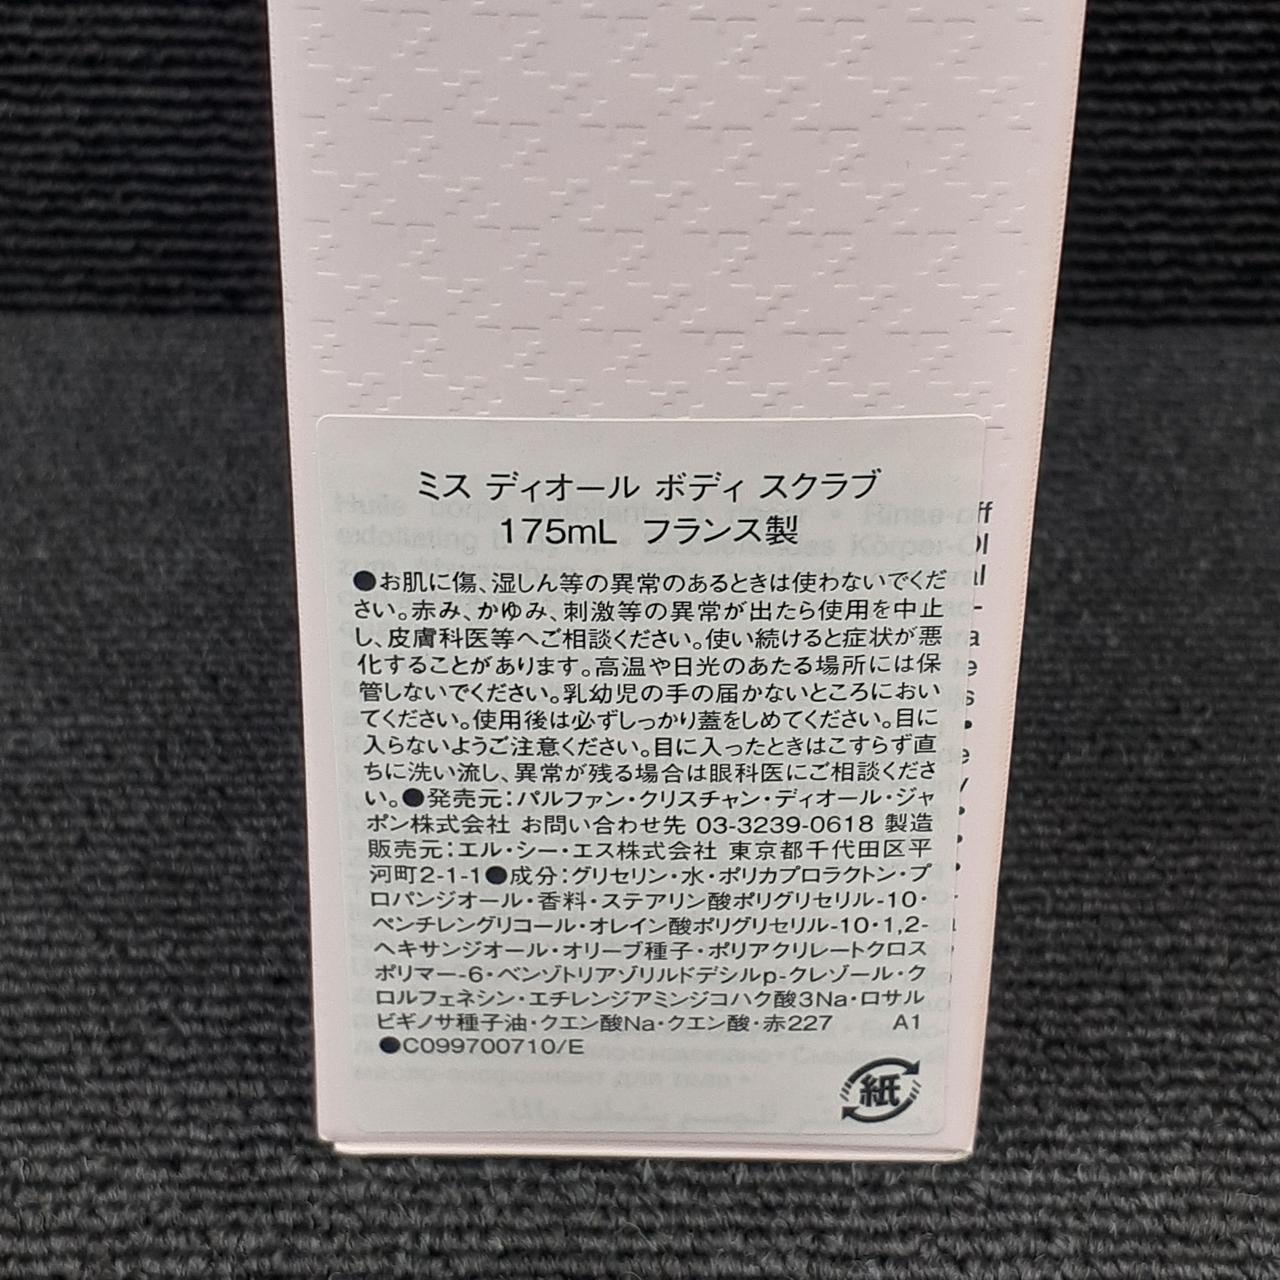 ミス ディオール ボディ スクラブ
175mL フランス製
●お肌に傷、湿しん等の異常のあるときは使わないでくだ
さい。赤み、かゆみ、刺激等の異常が出たら使用を中止
し、皮膚科医等へご相談ください。使い続けると症状が悪
化することがあります。高温や日光のあたる場所には保
管しないでください。乳幼児の手の届かないところにおい
てください。使用後は必ずしっかり蓋をしめてください。目に
入らないようご注意ください。目に入ったときはこすらず直
ちに洗い流し、異常が残る場合は眼科医にご相談くださ
い。●発売元：パルファン・クリスチャン・ディオール・ジャ
ポン株式会社 お問い合わせ先 03-3239-0618 製造
販売元：エル・シー・エス株式会社 東京都千代田区平
河町2-1-1●成分：グリセリン・水・ポリカプロラクトン・プ
ロパンジオール・香料・ステアリン酸ポリグリセリル-10・
ペンチレングリコール・オレイン酸ポリグリセリル-10・1,2-
ヘキサンジオール・オリーブ種子・ポリアクリレートクロス
ポリマー-6・ベンゾトリアゾリルドデシルp-クレゾール・ク
ロルフェネシン・エチレンジアミンジコハク酸3Na・ロサル
ビギノサ種子油・クエン酸Na・クエン酸・赤227 A1
●C099700710/E
紙